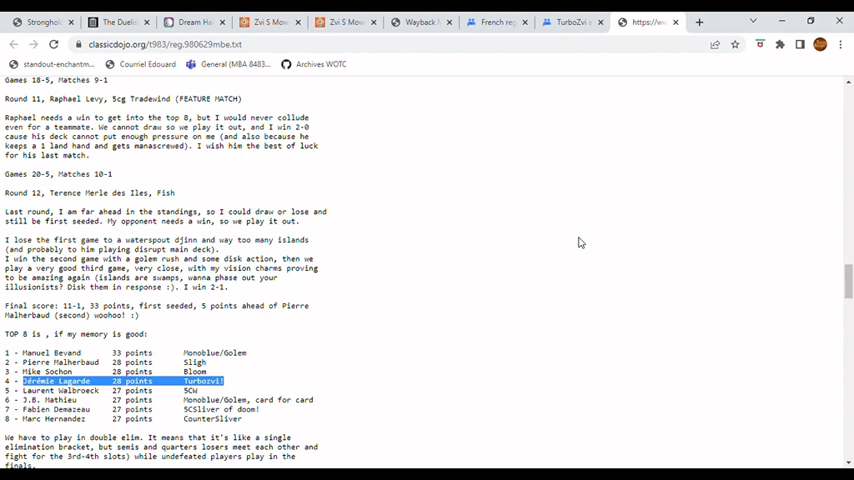 Stronghold
The Duelis
Dream Hal
Zvi S Mow
Zvi S Mow
Wayback M
French reg
TurboZvi a
https://ww
classicdojo.org/t983/reg.980629mbe.txt
standout-enchantm...
Courriel Edouard
General (MBA 8483...
Archives WOTC
Games 18-5, Matches 9-1
Round 11, Raphael Levy, 5cg Tradewind (FEATURE MATCH)
Raphael needs a win to get into the top 8, but I would never collude
even for a teammate. We cannot draw so we play it out, and I win 2-0
cause his deck cannot put enough pressure on me (and also because he
keeps a 1 land hand and gets manascrewed). I wish him the best of luck
for his last match.
Games 20-5, Matches 10-1
Round 12, Terence Merle des Iles, Fish
Last round, I am far ahead in the standings, so I could draw or lose and
still be first seeded. My opponent needs a win, so we play it out.
I lose the first game to a waterspout djinn and way too many islands
(and probably to him playing disrupt main deck).
I win the second game with a golem rush and some disk action, then we
play a very good third game, very close, with my vision charms proving
to be amazing again (islands are swamps, wanna phase out your
illusionists? Disk them in response :). I win 2-1.
Final score: 11-1, 33 points, first seeded, 5 points ahead of Pierre
Malherbaud (second) woohoo! :)
TOP 8 is , if my memory is good:
1 - Manuel Bevand 33 points Monoblue/Golem
2 - Pierre Malherbaud 28 points Sligh
3 - Mike Sochon 28 points Bloom
4 - Jérémie Lagarde 28 points Turbozvi!
5 - Laurent Walbroeck 27 points 5CW
6 - J.B. Mathieu 27 points Monoblue/Golem, card for card
7 - Fabien Demazeau 27 points 5CSliver of doom!
8 - Marc Hernandez 27 points CounterSliver
We have to play in double elim. It means that it's like a single
elimination bracket, but semis and quarters losers meet each other and
fight for the 3rd-4th slots) while undefeated players play in the
finals.